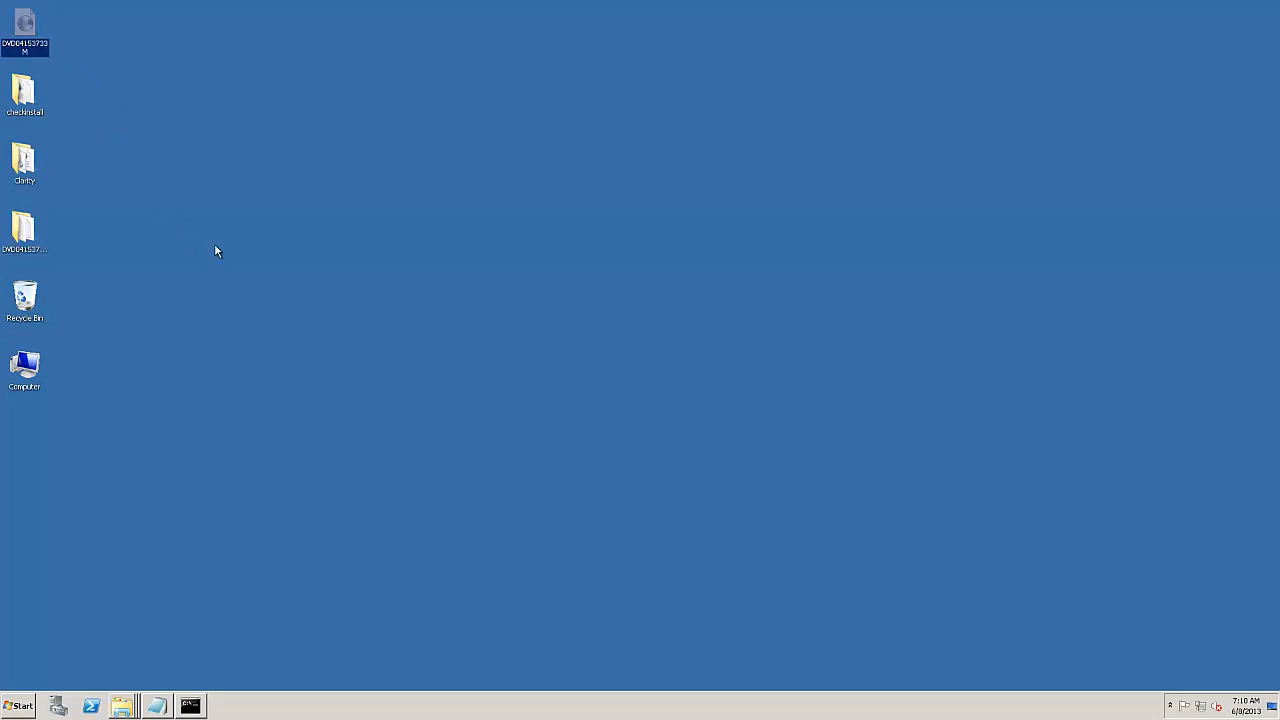 DVD04153733
M
checkinstall
Clarity
DVD041537...
Recycle Bin
Computer
Start
C:\...
7:10 AM
6/8/2013